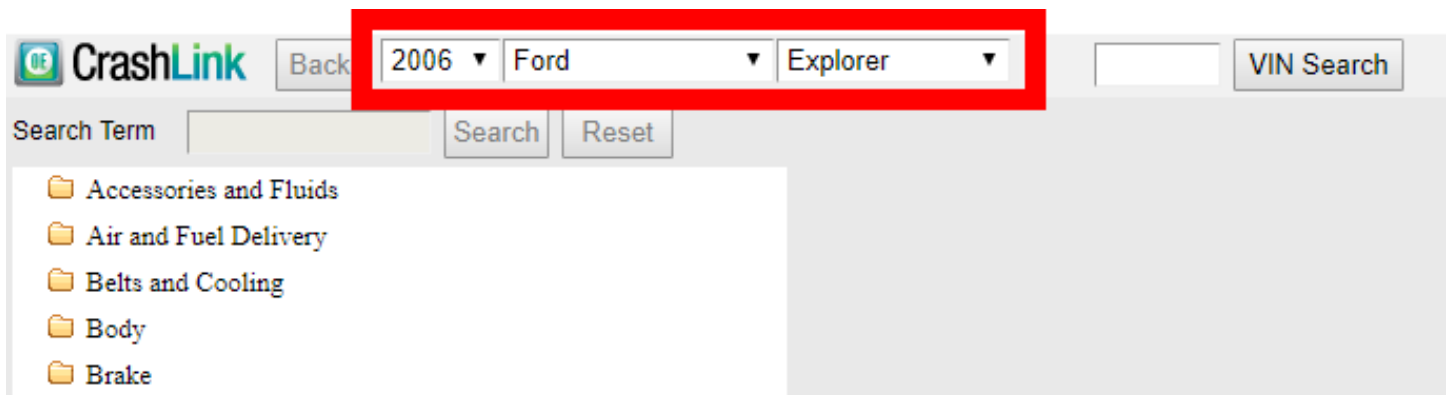 OE CrashLink Back 2006 Ford Explorer VIN Search
Search Term Search Reset
Accessories and Fluids
Air and Fuel Delivery
Belts and Cooling
Body
Brake